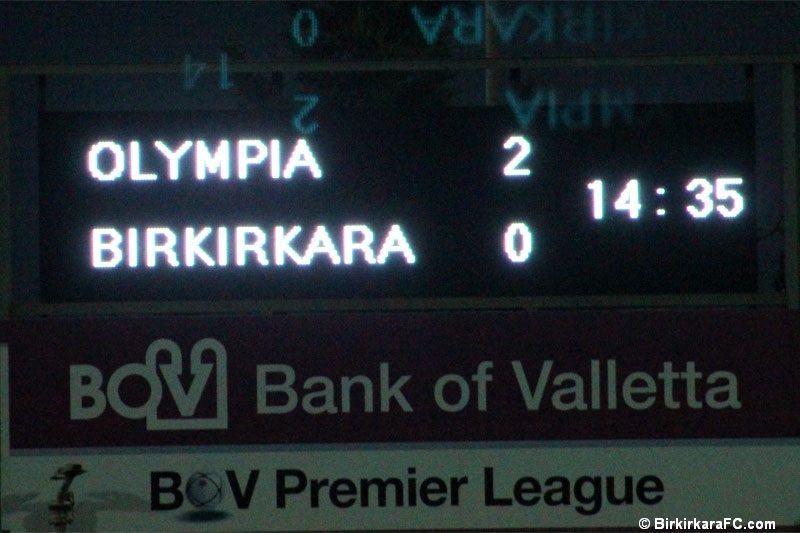 OLYMPIA 2
14:35
BIRKIRKARA 0
BOV Bank of Valletta
BOV Premier League
© BirkirkaraFC.com